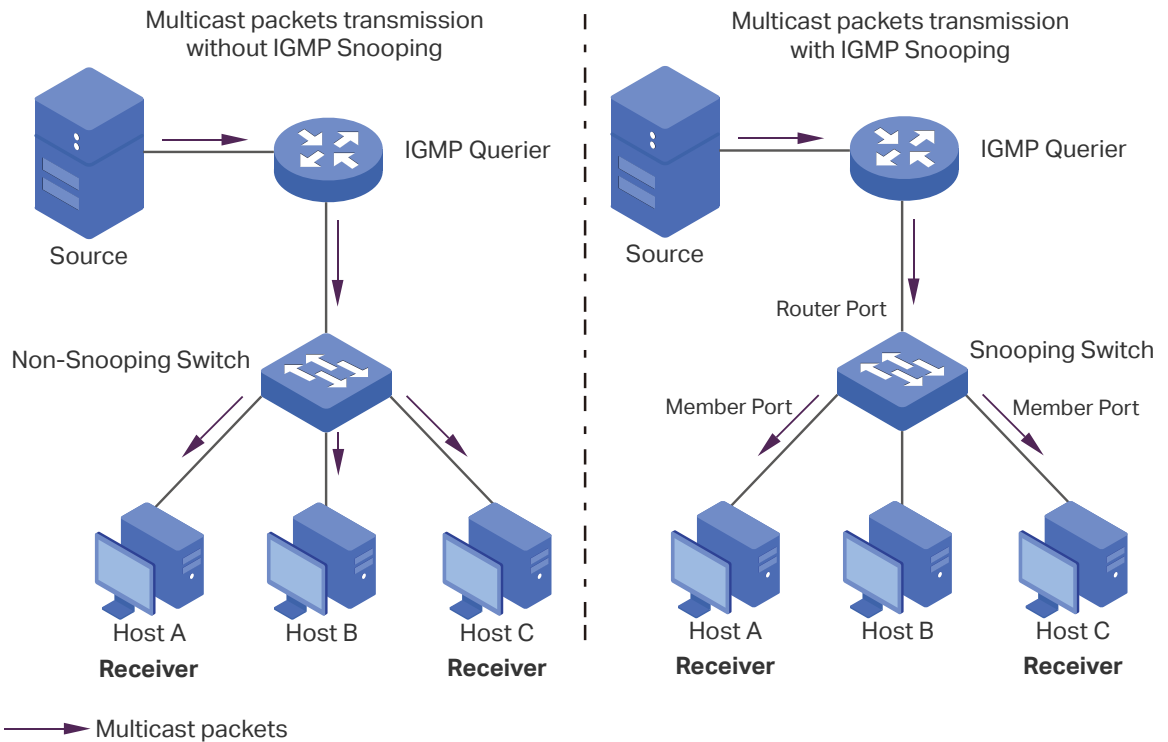 Multicast packets transmission
without IGMP Snooping
IGMP Querier
Source
Non-Snooping Switch
Host A
Host B
Host C
Receiver
Receiver
Multicast packets transmission
with IGMP Snooping
IGMP Querier
Source
Router Port
Snooping Switch
Member Port
Member Port
Host A
Host B
Host C
Receiver
Receiver
Multicast packets